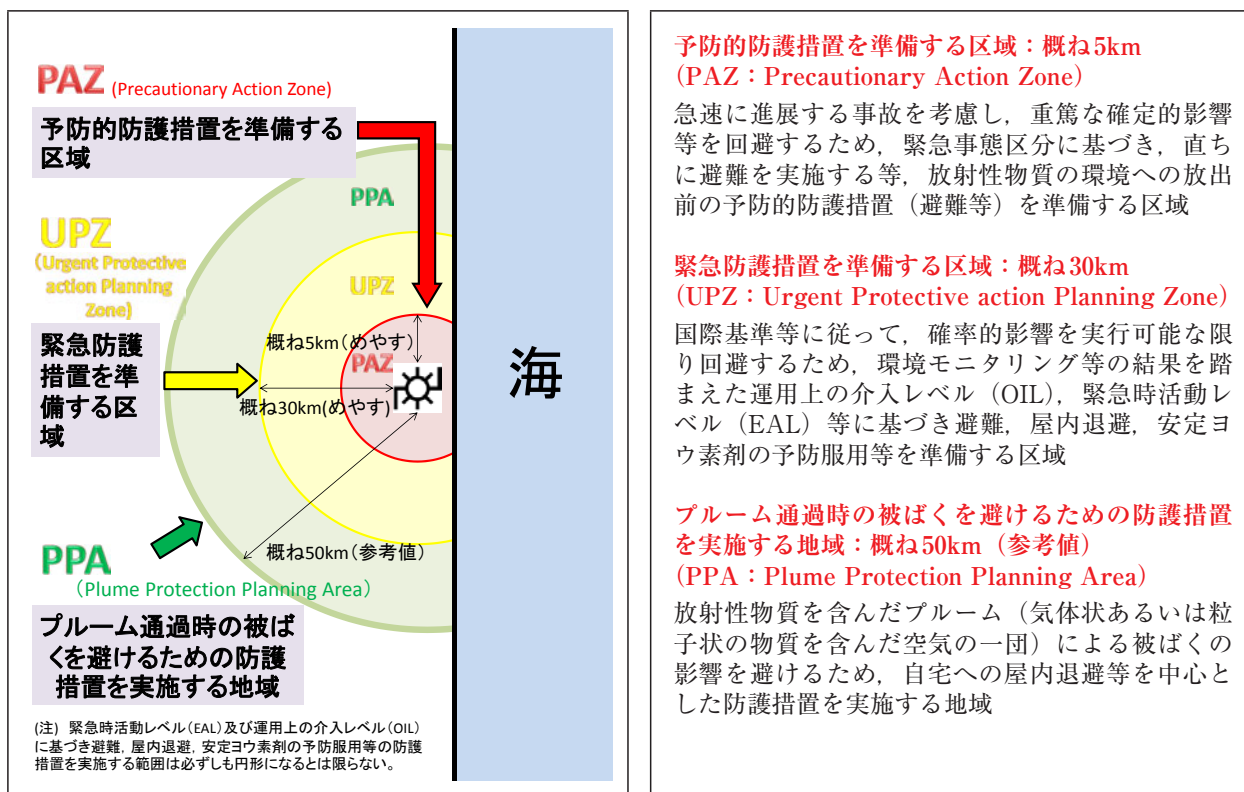 PAZ (Precautionary Action Zone)
予防的防護措置を準備する
区域
PPA
UPZ
(Urgent Protective
action Planning
Zone)
UPZ
緊急防護
措置を準
備する区
域
概ね5km(めやす)
PAZ
概ね30km(めやす)
海
概ね50km(参考値)
PPA
(Plume Protection Planning Area)
プルーム通過時の被ば
くを避けるための防護
措置を実施する地域
(注) 緊急時活動レベル(EAL)及び運用上の介入レベル(OIL)
に基づき避難,屋内退避,安定ヨウ素剤の予防服用等の防護
措置を実施する範囲は必ずしも円形になるとは限らない。
予防的防護措置を準備する区域:概ね5km
(PAZ:Precautionary Action Zone)
急速に進展する事故を考慮し,重篤な確定的影響
等を回避するため,緊急事態区分に基づき,直ち
に避難を実施する等,放射性物質の環境への放出
前の予防的防護措置(避難等)を準備する区域
緊急防護措置を準備する区域:概ね30km
(UPZ:Urgent Protective action Planning Zone)
国際基準等に従って,確率的影響を実行可能な限
り回避するため,環境モニタリング等の結果を踏
まえた運用上の介入レベル(OIL),緊急時活動レ
ベル(EAL)等に基づき避難,屋内退避,安定ヨ
ウ素剤の予防服用等を準備する区域
プルーム通過時の被ばくを避けるための防護措置
を実施する地域:概ね50km(参考値)
(PPA:Plume Protection Planning Area)
放射性物質を含んだプルーム(気体状あるいは粒
子状の物質を含んだ空気の一団)による被ばくの
影響を避けるため,自宅への屋内退避等を中心と
した防護措置を実施する地域